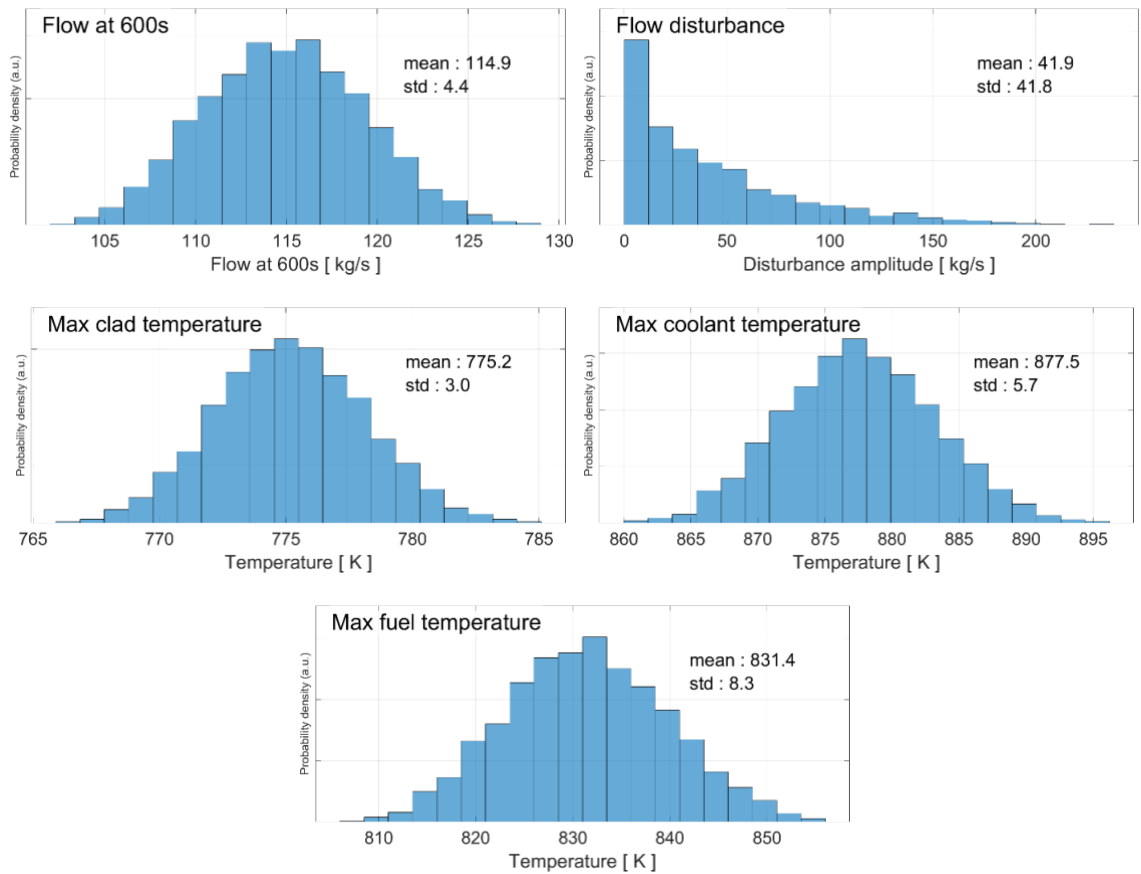 Flow at 600s
mean : 114.9
std : 4.4
Probability density (a.u.)
105 110 115 120 125 130
Flow at 600s [ kg/s ]
Flow disturbance
mean : 41.9
std : 41.8
Probability density (a.u.)
0 50 100 150 200
Disturbance amplitude [ kg/s ]
Max clad temperature
mean : 775.2
std : 3.0
Probability density (a.u.)
765 770 775 780 785
Temperature [ K ]
Max coolant temperature
mean : 877.5
std : 5.7
Probability density (a.u.)
860 865 870 875 880 885 890 895
Temperature [ K ]
Max fuel temperature
mean : 831.4
std : 8.3
Probability density (a.u.)
810 820 830 840 850
Temperature [ K ]